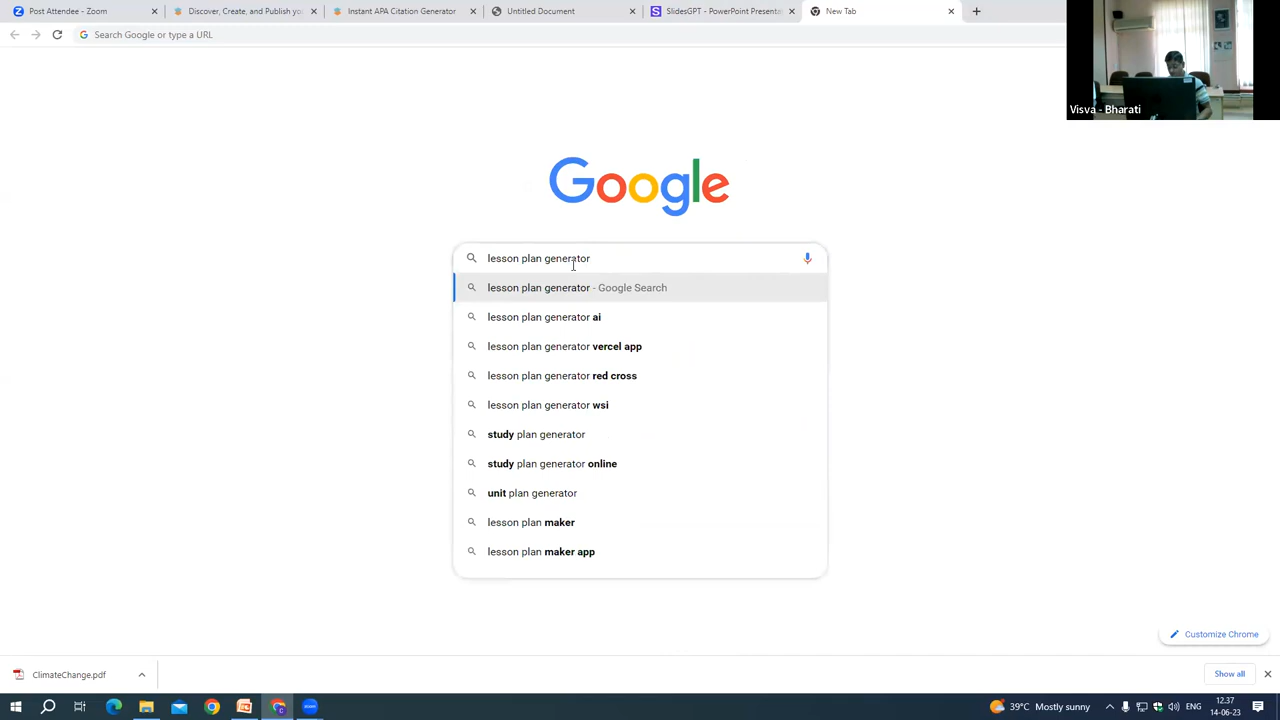 Post Attendee - Zoom
Discover, Create, and Publish yo
Instant APA Citation Generator
Untitled Document
SlidesGPT - PowerPoint Presenta
New Tab
Search Google or type a URL
Visva - Bharati
Google
lesson plan generator
lesson plan generator - Google Search
lesson plan generator ai
lesson plan generator vercel app
lesson plan generator red cross
lesson plan generator wsi
study plan generator
study plan generator online
unit plan generator
lesson plan maker
lesson plan maker app
Customize Chrome
ClimateChange.pdf
Show all
39°C Mostly sunny
ENG
12.37
14-06-23